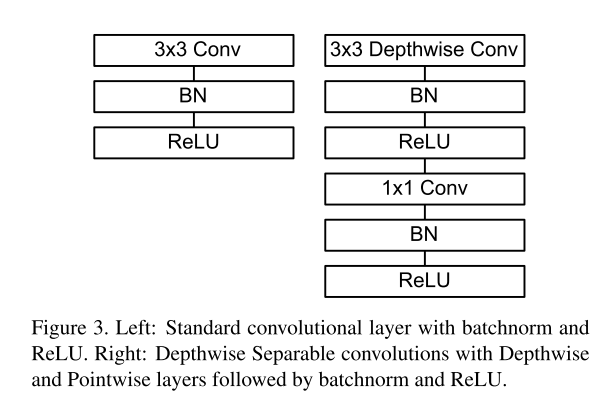 3x3 Conv
BN
ReLU
3x3 Depthwise Conv
BN
ReLU
1x1 Conv
BN
ReLU
Figure 3. Left: Standard convolutional layer with batchnorm and
ReLU. Right: Depthwise Separable convolutions with Depthwise
and Pointwise layers followed by batchnorm and ReLU.